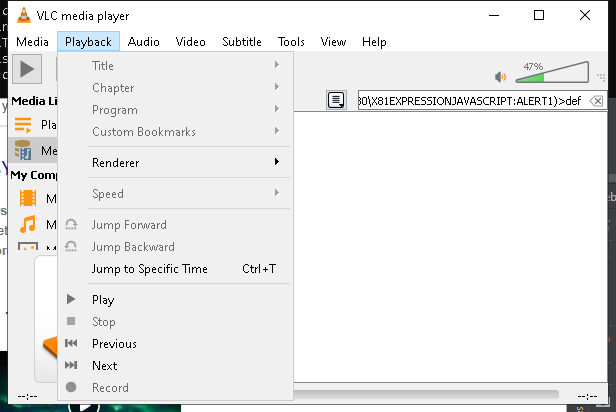 VLC media player
Media Playback Audio Video Subtitle Tools View Help
47%
Title
Chapter
Media Li
30\X81EXPRESSIONJAVASCRIPT:ALERT1)>def
Program
Pla
Custom Bookmarks
Me
Renderer
My Comp
Speed
M
Jump Forward
M
Jump Backward
M
Jump to Specific Time Ctrl+T
Play
Stop
Previous
Next
Record
--:--
--:--